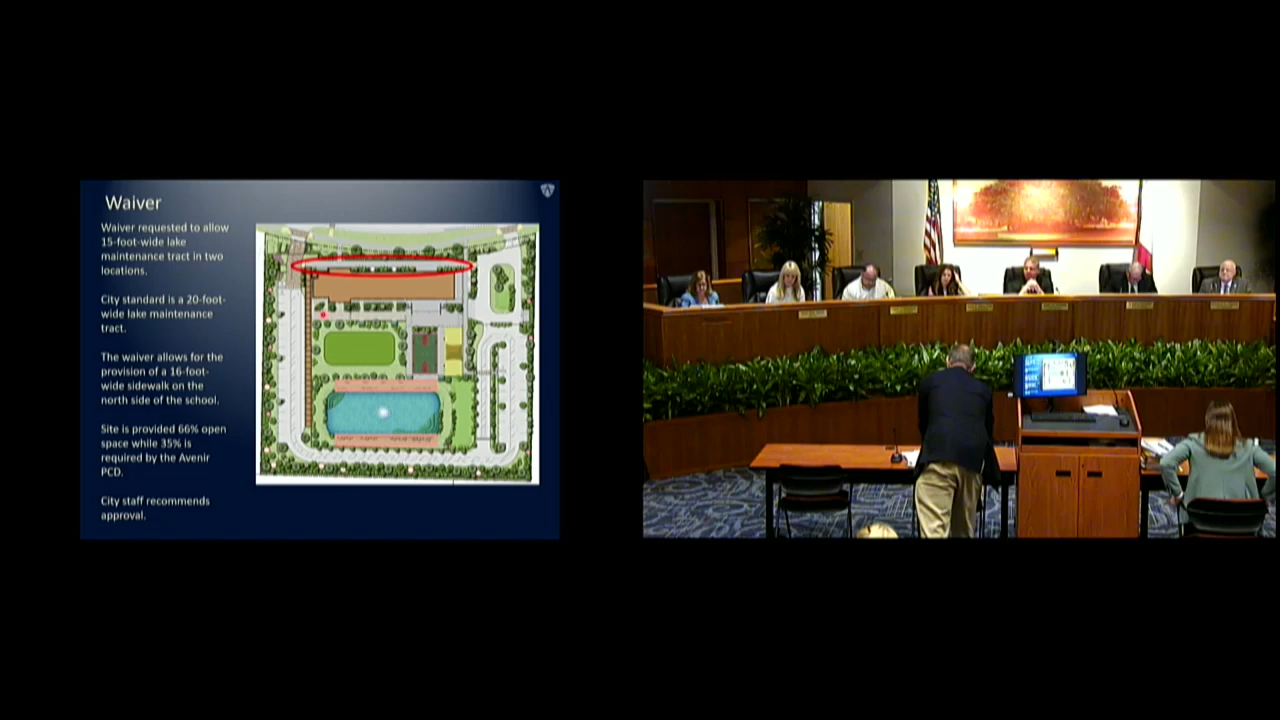 Waiver
Waiver requested to allow
15-foot-wide lake
maintenance tract in two
locations.
City standard is a 20-foot-
wide lake maintenance
tract.
The waiver allows for the
provision of a 16-foot-
wide sidewalk on the
north side of the school.
Site is provided 66% open
space while 35% is
required by the Avenir
PCD.
City staff recommends
approval.